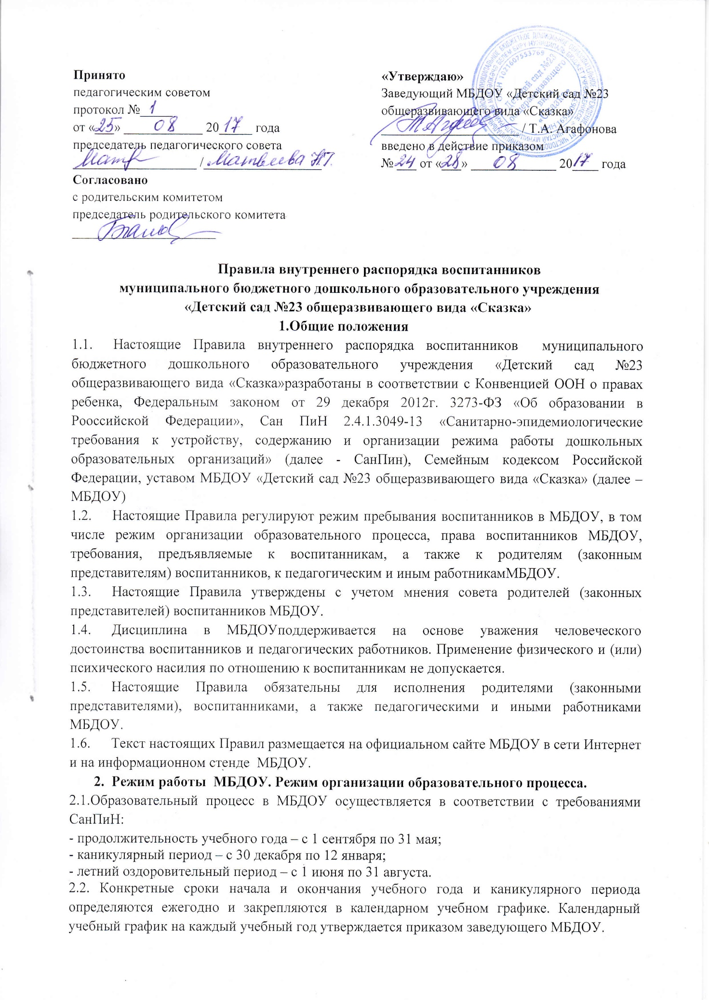 Принято
педагогическим советом
протокол № 1
от «25» 08 2017 года
председатель педагогического совета
/ Матвеева Н.Г.
Согласовано
с родительским комитетом
председатель родительского комитета
«Утверждаю»
Заведующий МБДОУ «Детский сад №23
общеразвивающего вида «Сказка»
/ Т.А. Агафонова
введено в действие приказом
№ 24 от «28» 08 2017 года
Детский сад №23
общеразвивающего
вида
«Сказка»
1021607553769
Правила внутреннего распорядка воспитанников
муниципального бюджетного дошкольного образовательного учреждения
«Детский сад №23 общеразвивающего вида «Сказка»
1.Общие положения
1.1. Настоящие Правила внутреннего распорядка воспитанников муниципального
бюджетного дошкольного образовательного учреждения «Детский сад №23
общеразвивающего вида «Сказка»разработаны в соответствии с Конвенцией ООН о правах
ребенка, Федеральным законом от 29 декабря 2012г. 3273-ФЗ «Об образовании в
Рооссийской Федерации», Сан ПиН 2.4.1.3049-13 «Санитарно-эпидемиологические
требования к устройству, содержанию и организации режима работы дошкольных
образовательных организаций» (далее - СанПин), Семейным кодексом Российской
Федерации, уставом МБДОУ «Детский сад №23 общеразвивающего вида «Сказка» (далее –
МБДОУ)
1.2. Настоящие Правила регулируют режим пребывания воспитанников в МБДОУ, в том
числе режим организации образовательного процесса, права воспитанников МБДОУ,
требования, предъявляемые к воспитанникам, а также к родителям (законным
представителям) воспитанников, к педагогическим и иным работникамМБДОУ.
1.3. Настоящие Правила утверждены с учетом мнения совета родителей (законных
представителей) воспитанников МБДОУ.
1.4. Дисциплина в МБДОУподдерживается на основе уважения человеческого
достоинства воспитанников и педагогических работников. Применение физического и (или)
психического насилия по отношению к воспитанникам не допускается.
1.5. Настоящие Правила обязательны для исполнения родителями (законными
представителями), воспитанниками, а также педагогическими и иными работниками
МБДОУ.
1.6. Текст настоящих Правил размещается на официальном сайте МБДОУ в сети Интернет
и на информационном стенде МБДОУ.
2. Режим работы МБДОУ. Режим организации образовательного процесса.
2.1.Образовательный процесс в МБДОУ осуществляется в соответствии с требованиями
СанПиН:
- продолжительность учебного года – с 1 сентября по 31 мая;
- каникулярный период – с 30 декабря по 12 января;
- летний оздоровительный период – с 1 июня по 31 августа.
2.2. Конкретные сроки начала и окончания учебного года и каникулярного периода
определяются ежегодно и закрепляются в календарном учебном графике. Календарный
учебный график на каждый учебный год утверждается приказом заведующего МБДОУ.